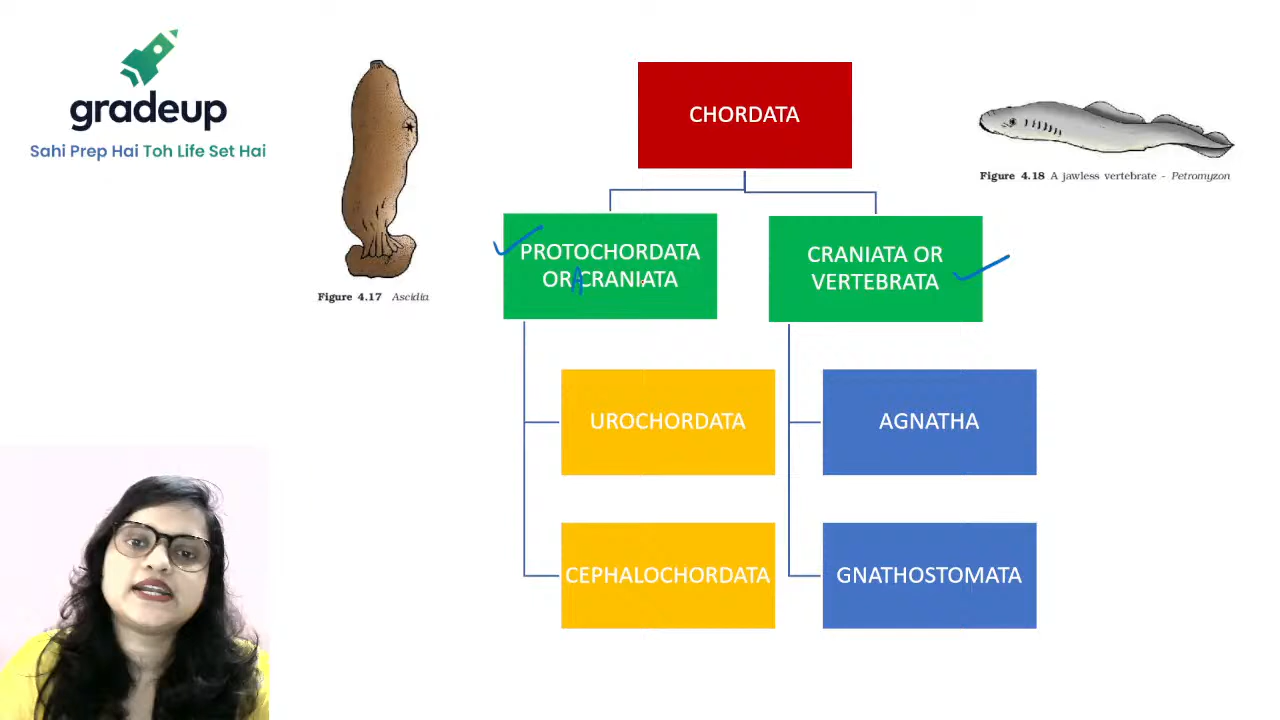 gradeup
Sahi Prep Hai Toh Life Set Hai
Figure 4.17 Ascidia
CHORDATA
Figure 4.18 A jawless vertebrate - Petromyzon
PROTOCHORDATA
OR ACRANIATA
CRANIATA OR
VERTEBRATA
UROCHORDATA
AGNATHA
CEPHALOCHORDATA
GNATHOSTOMATA